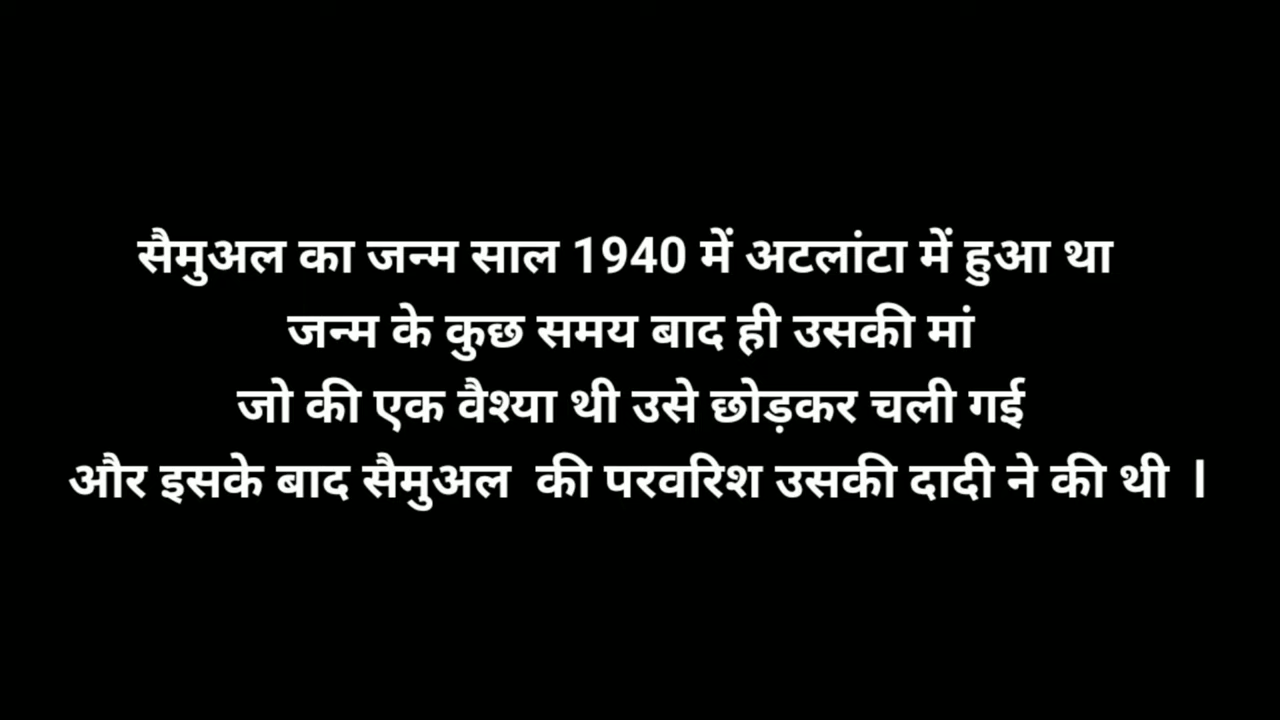 सैमुअल का जन्म साल 1940 में अटलांटा में हुआ था
जन्म के कुछ समय बाद ही उसकी मां
जो की एक वैश्या थी उसे छोड़कर चली गई
और इसके बाद सैमुअल की परवरिश उसकी दादी ने की थी ।